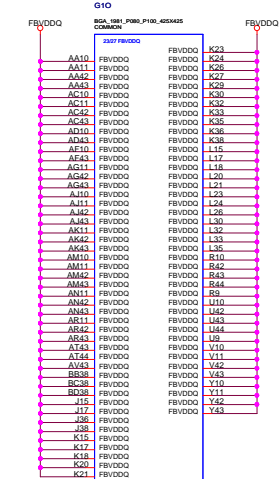 G1O
FBVDDQ
BGA_1981_P080_P100_425X425
COMMON
FBVDDQ
23/27 FBVDDQ
AA10 FBVDDQ
AA11 FBVDDQ
AA42 FBVDDQ
AA43 FBVDDQ
AC10 FBVDDQ
AC11 FBVDDQ
AC42 FBVDDQ
AC43 FBVDDQ
AD10 FBVDDQ
AD43 FBVDDQ
AF10 FBVDDQ
AF43 FBVDDQ
AG11 FBVDDQ
AG42 FBVDDQ
AG43 FBVDDQ
AJ10 FBVDDQ
AJ11 FBVDDQ
AJ42 FBVDDQ
AJ43 FBVDDQ
AK11 FBVDDQ
AK42 FBVDDQ
AK43 FBVDDQ
AM10 FBVDDQ
AM11 FBVDDQ
AM42 FBVDDQ
AM43 FBVDDQ
AN11 FBVDDQ
AN42 FBVDDQ
AN43 FBVDDQ
AR11 FBVDDQ
AR42 FBVDDQ
AR43 FBVDDQ
AT43 FBVDDQ
AT44 FBVDDQ
AV43 FBVDDQ
BB38 FBVDDQ
BC38 FBVDDQ
BD38 FBVDDQ
J15 FBVDDQ
J17 FBVDDQ
J36 FBVDDQ
J38 FBVDDQ
K15 FBVDDQ
K17 FBVDDQ
K18 FBVDDQ
K20 FBVDDQ
K21 FBVDDQ
FBVDDQ K23
FBVDDQ K24
FBVDDQ K26
FBVDDQ K27
FBVDDQ K29
FBVDDQ K30
FBVDDQ K32
FBVDDQ K33
FBVDDQ K35
FBVDDQ K36
FBVDDQ K38
FBVDDQ L15
FBVDDQ L17
FBVDDQ L18
FBVDDQ L20
FBVDDQ L21
FBVDDQ L23
FBVDDQ L24
FBVDDQ L26
FBVDDQ L30
FBVDDQ L32
FBVDDQ L33
FBVDDQ L35
FBVDDQ R10
FBVDDQ R42
FBVDDQ R43
FBVDDQ R44
FBVDDQ R9
FBVDDQ U10
FBVDDQ U42
FBVDDQ U43
FBVDDQ U44
FBVDDQ U9
FBVDDQ V10
FBVDDQ V11
FBVDDQ V42
FBVDDQ V43
FBVDDQ Y10
FBVDDQ Y11
FBVDDQ Y42
FBVDDQ Y43